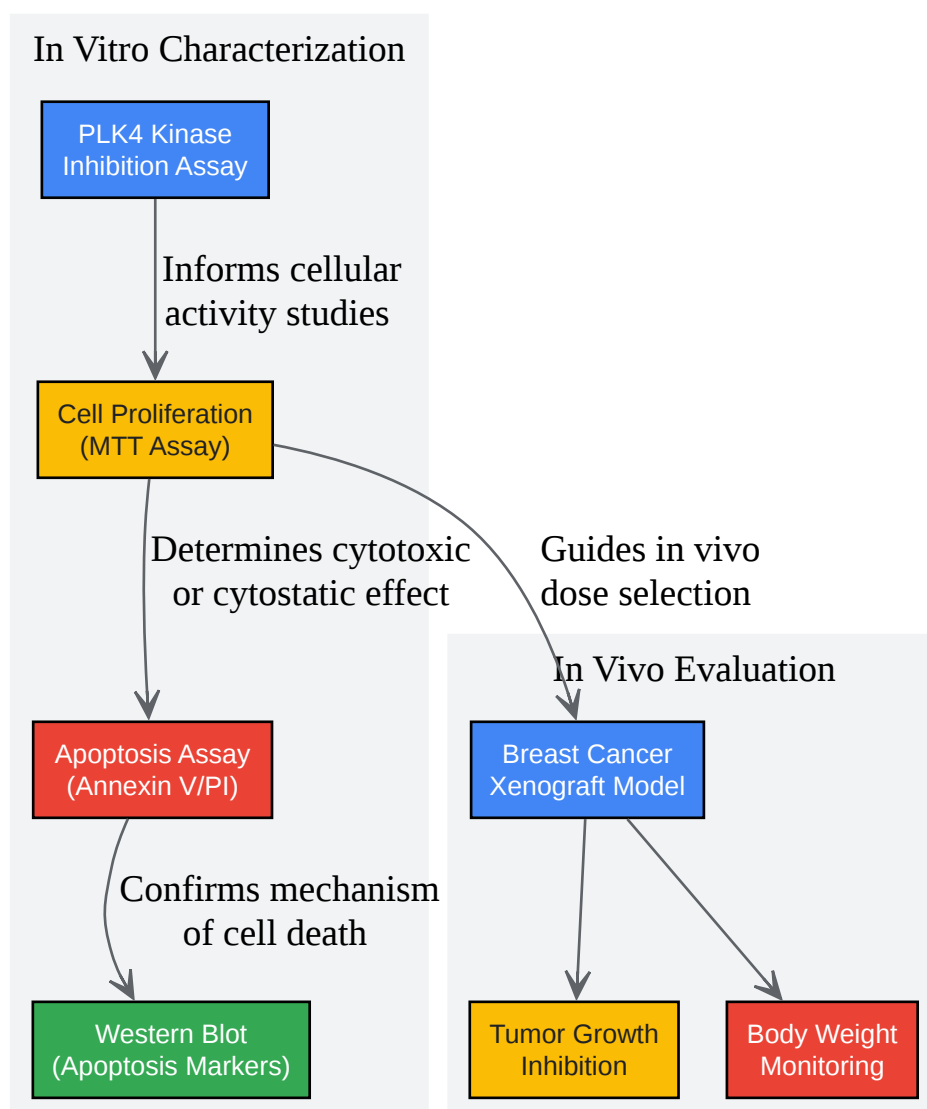 In Vitro Characterization
PLK4 Kinase
Inhibition Assay
Informs cellular
activity studies
Cell Proliferation
(MTT Assay)
Determines cytotoxic
or cytostatic effect
Guides in vivo
dose selection
In Vivo Evaluation
Apoptosis Assay
(Annexin V/PI)
Breast Cancer
Xenograft Model
Confirms mechanism
of cell death
Western Blot
(Apoptosis Markers)
Tumor Growth
Inhibition
Body Weight
Monitoring